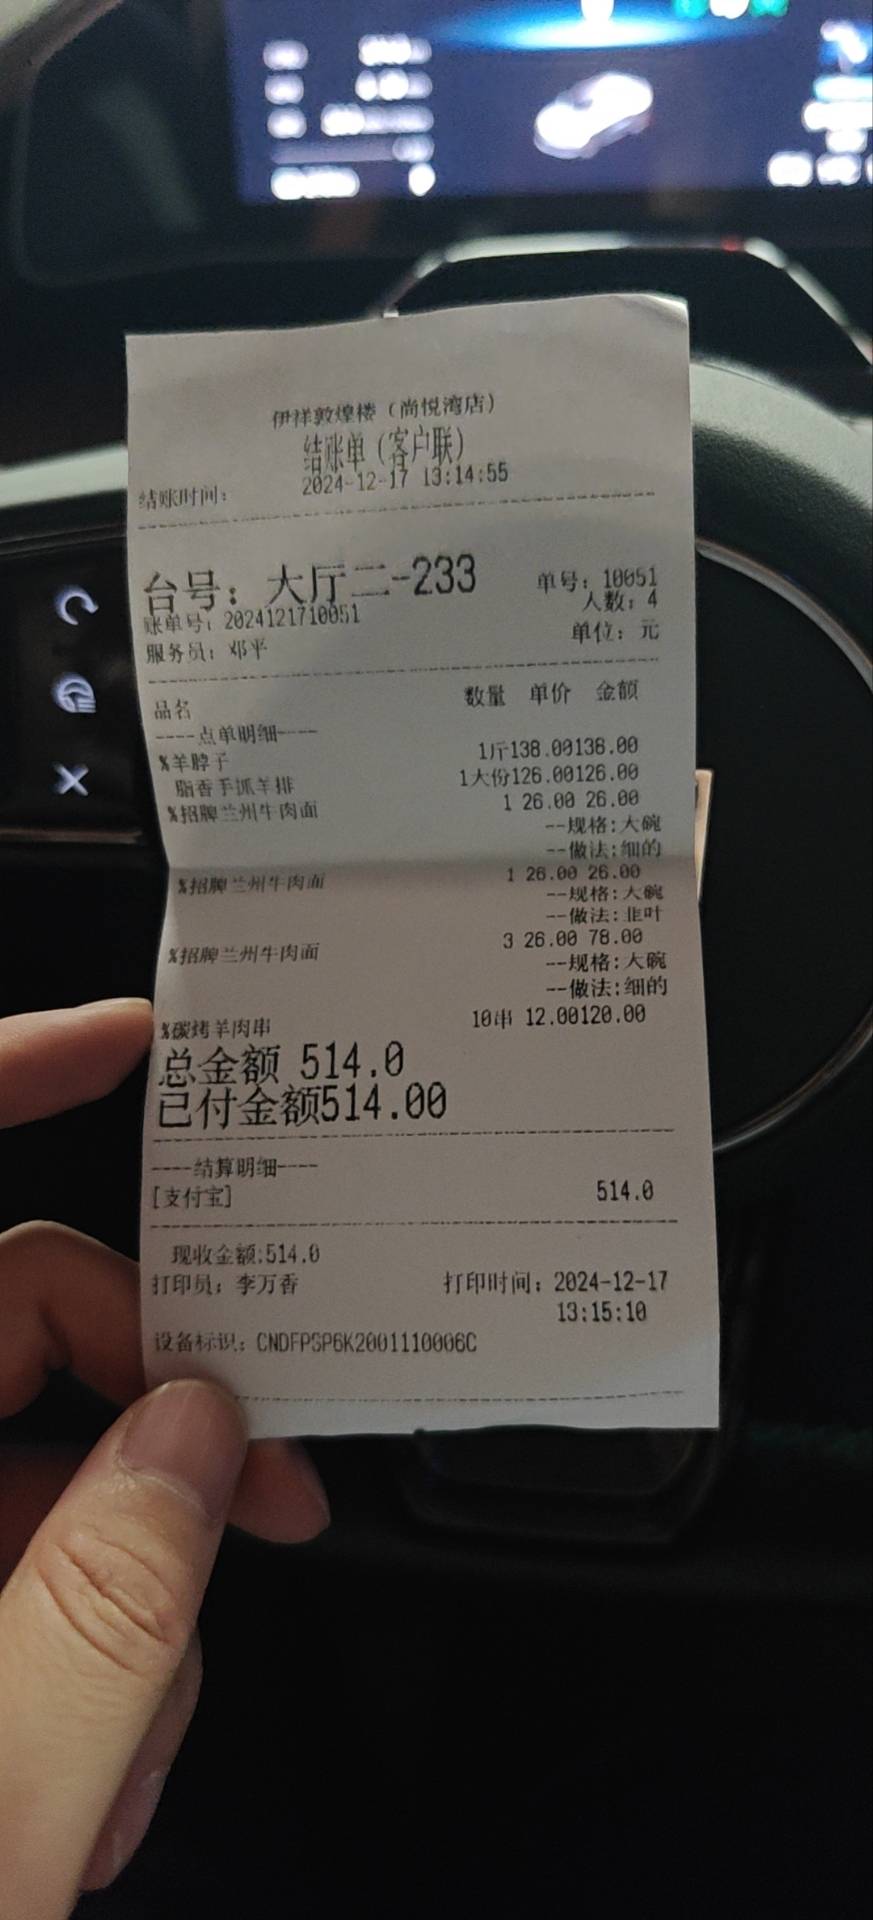 伊祥敦煌楼（尚悦湾店）
结账单（客户联）
结账时间： 2024-12-17 13:14:55
台号：大厅二-233 单号：10051
账单号：2024121710051 人数：4
服务员：邓平 单位：元
品名 数量 单价 金额
----点单明细----
%羊脖子 1斤138.00138.00
脂香手抓羊排 1大份126.00126.00
%招牌兰州牛肉面 1 26.00 26.00
--规格:大碗
--做法:细的
%招牌兰州牛肉面 1 26.00 26.00
--规格:大碗
--做法:韭叶
%招牌兰州牛肉面 3 26.00 78.00
--规格:大碗
--做法:细的
%碳烤羊肉串 10串 12.00120.00
总金额 514.0
已付金额514.00
----结算明细----
[支付宝] 514.0
现收金额:514.0
打印员：李万香 打印时间：2024-12-17
13:15:10
设备标识：CNDFPSP6K2001110006C